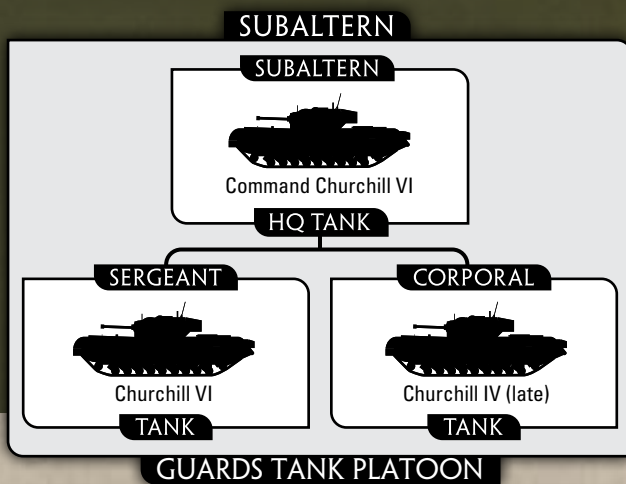 SUBALTERN
SUBALTERN
Command Churchill VI
HQ TANK
SERGEANT
Churchill VI
TANK
CORPORAL
Churchill IV (late)
TANK
GUARDS TANK PLATOON